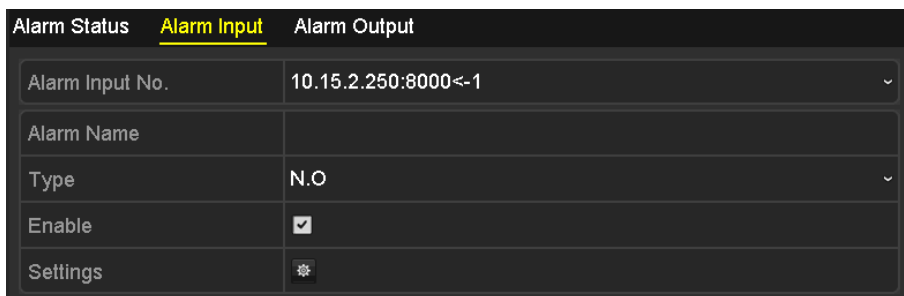 Alarm Status Alarm Input Alarm Output
Alarm Input No. 10.15.2.250:8000<-1
Alarm Name
Type N.O
Enable
Settings